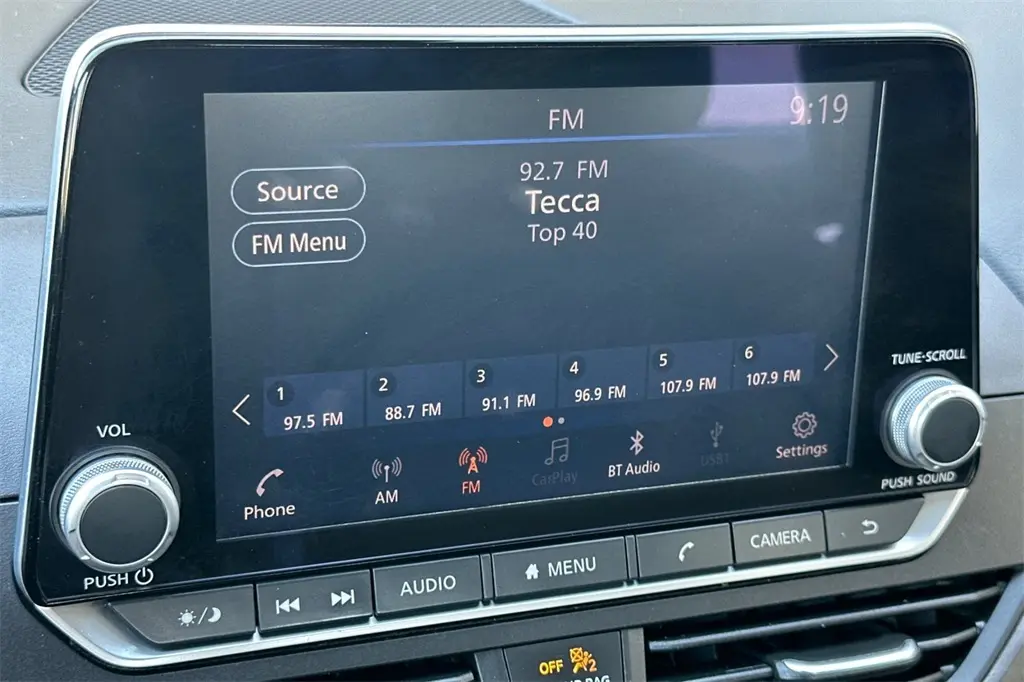 FM
9:19
92.7 FM
Tecca
Top 40
Source
FM Menu
1
97.5 FM
2
88.7 FM
3
91.1 FM
4
96.9 FM
5
107.9 FM
6
107.9 FM
Phone
AM
FM
CarPlay
BT Audio
USB1
Settings
VOL
PUSH
TUNE·SCROLL
PUSH SOUND
AUDIO
MENU
CAMERA
OFF
2